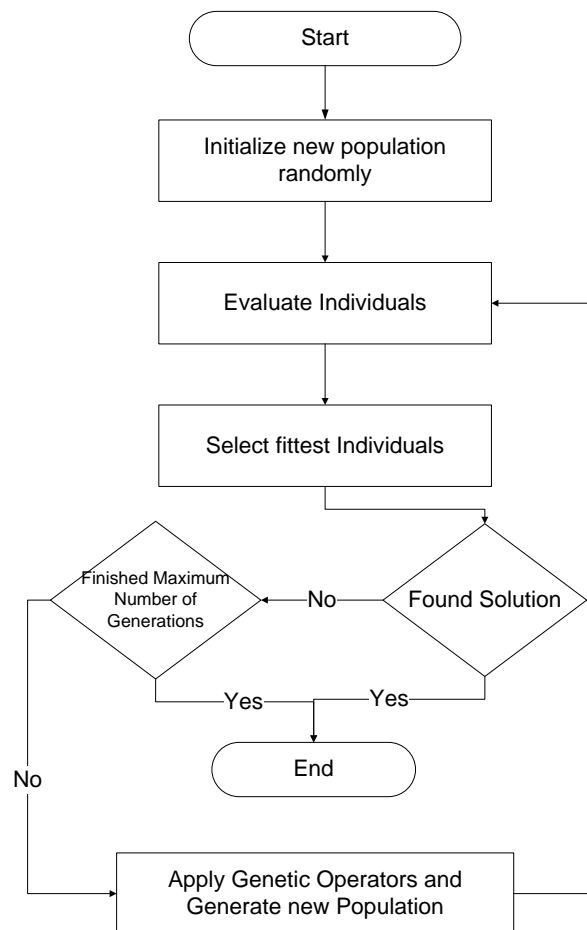 Start
Initialize new population
randomly
Evaluate Individuals
Select fittest Individuals
Finished Maximum
Number of
Generations
No
Found Solution
Yes
Yes
End
No
Apply Genetic Operators and
Generate new Population